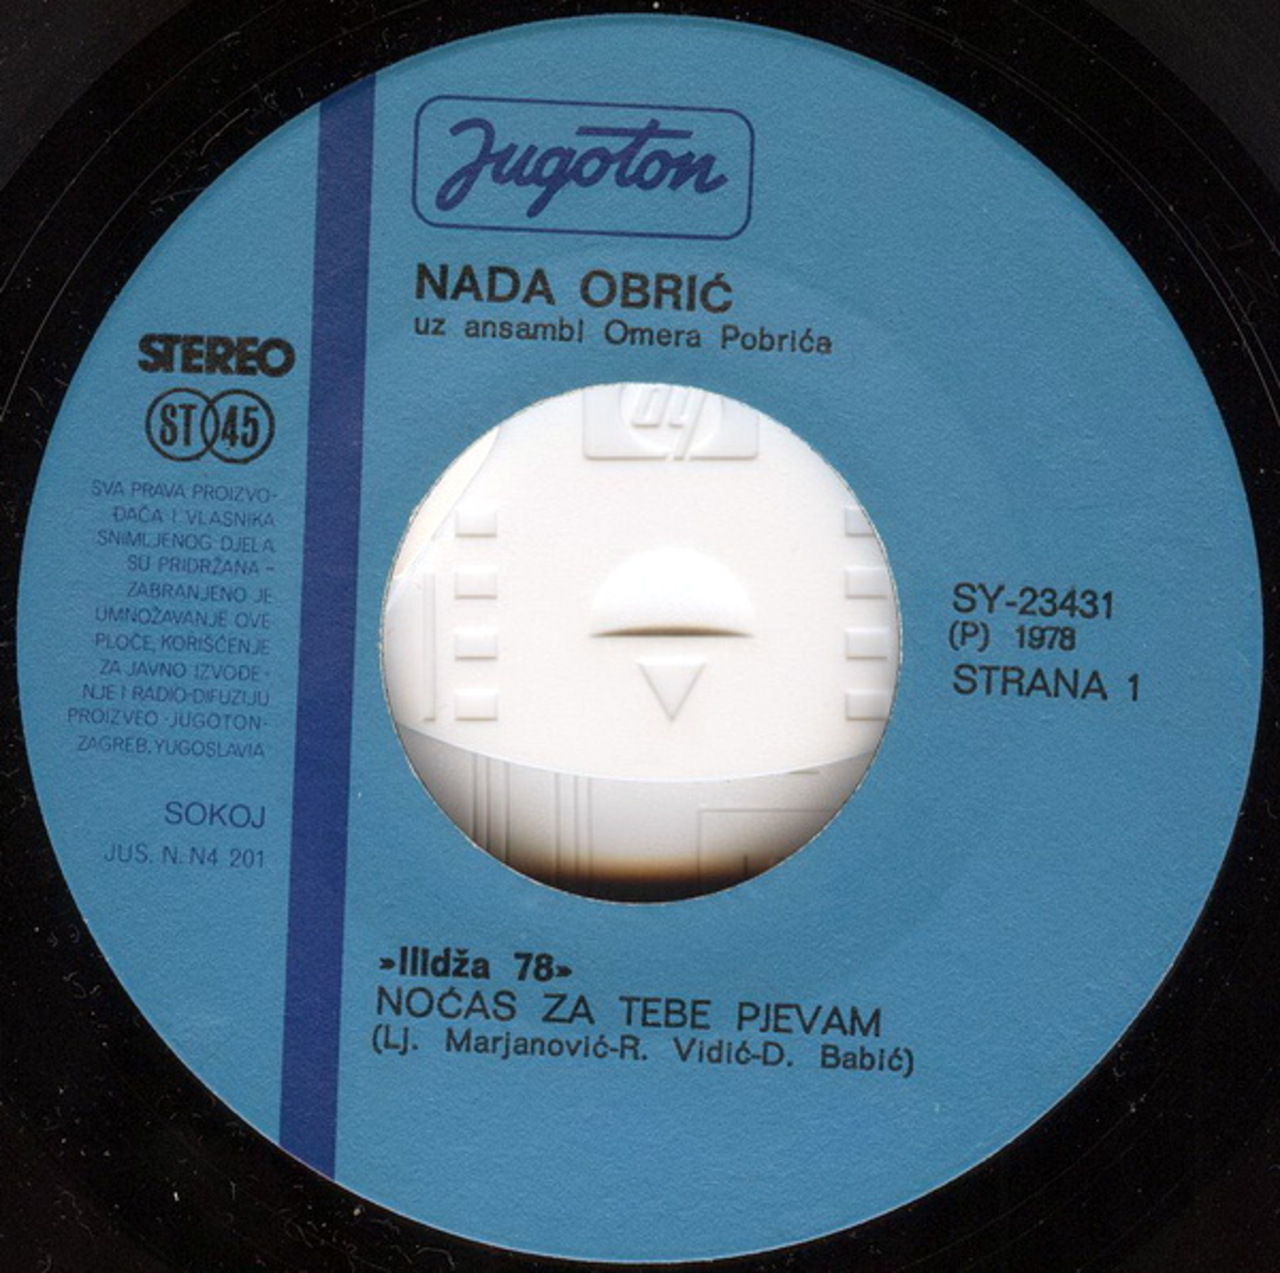 Jugoton
NADA OBRIĆ
uz ansambl Omera Pobrića
STEREO
ST 45
SVA PRAVA PROIZVO-
ĐAČA I VLASNIKA
SNIMLJENOG DJELA
SU PRIDRŽANA –
ZABRANJENO JE
UMNOŽAVANJE OVE
PLOČE, KORIŠĆENJE
ZA JAVNO IZVOĐE-
NJE I RADIO-DIFUZIJU
PROIZVEO JUGOTON-
ZAGREB, YUGOSLAVIA
SOKOJ
JUS. N. N4 201
hp
SY-23431
(P) 1978
STRANA 1
»Ilidža 78»
NOĆAS ZA TEBE PJEVAM
(Lj. Marjanović-R. Vidić-D. Babić)